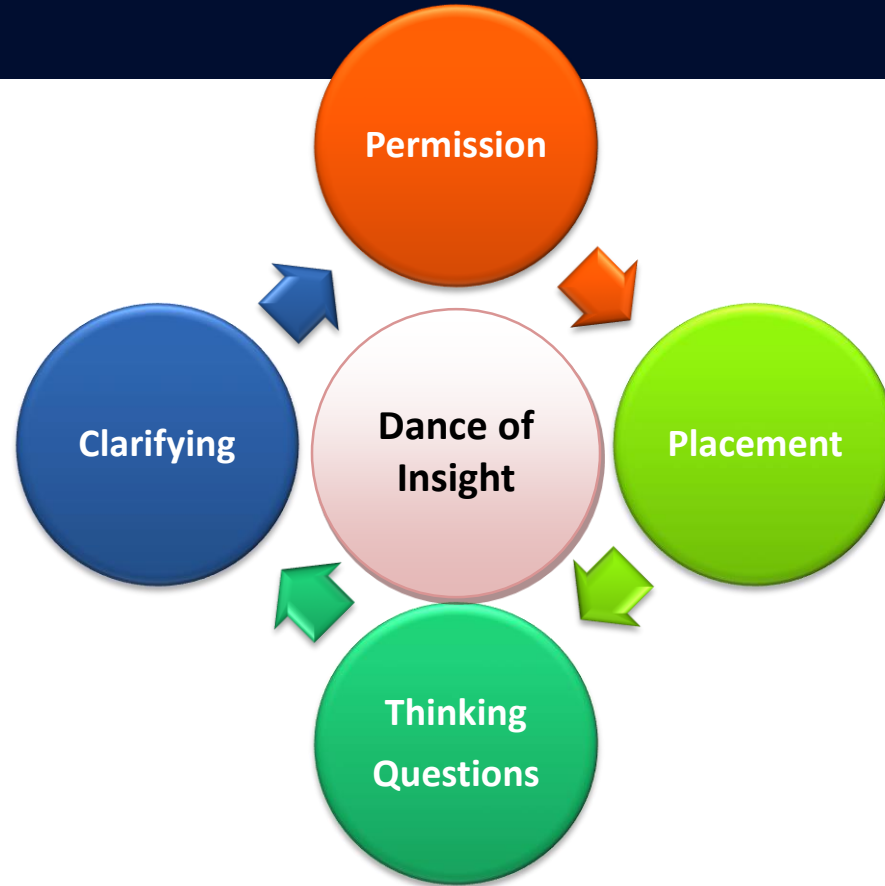 Permission
Clarifying
Dance of
Insight
Placement
Thinking
Questions